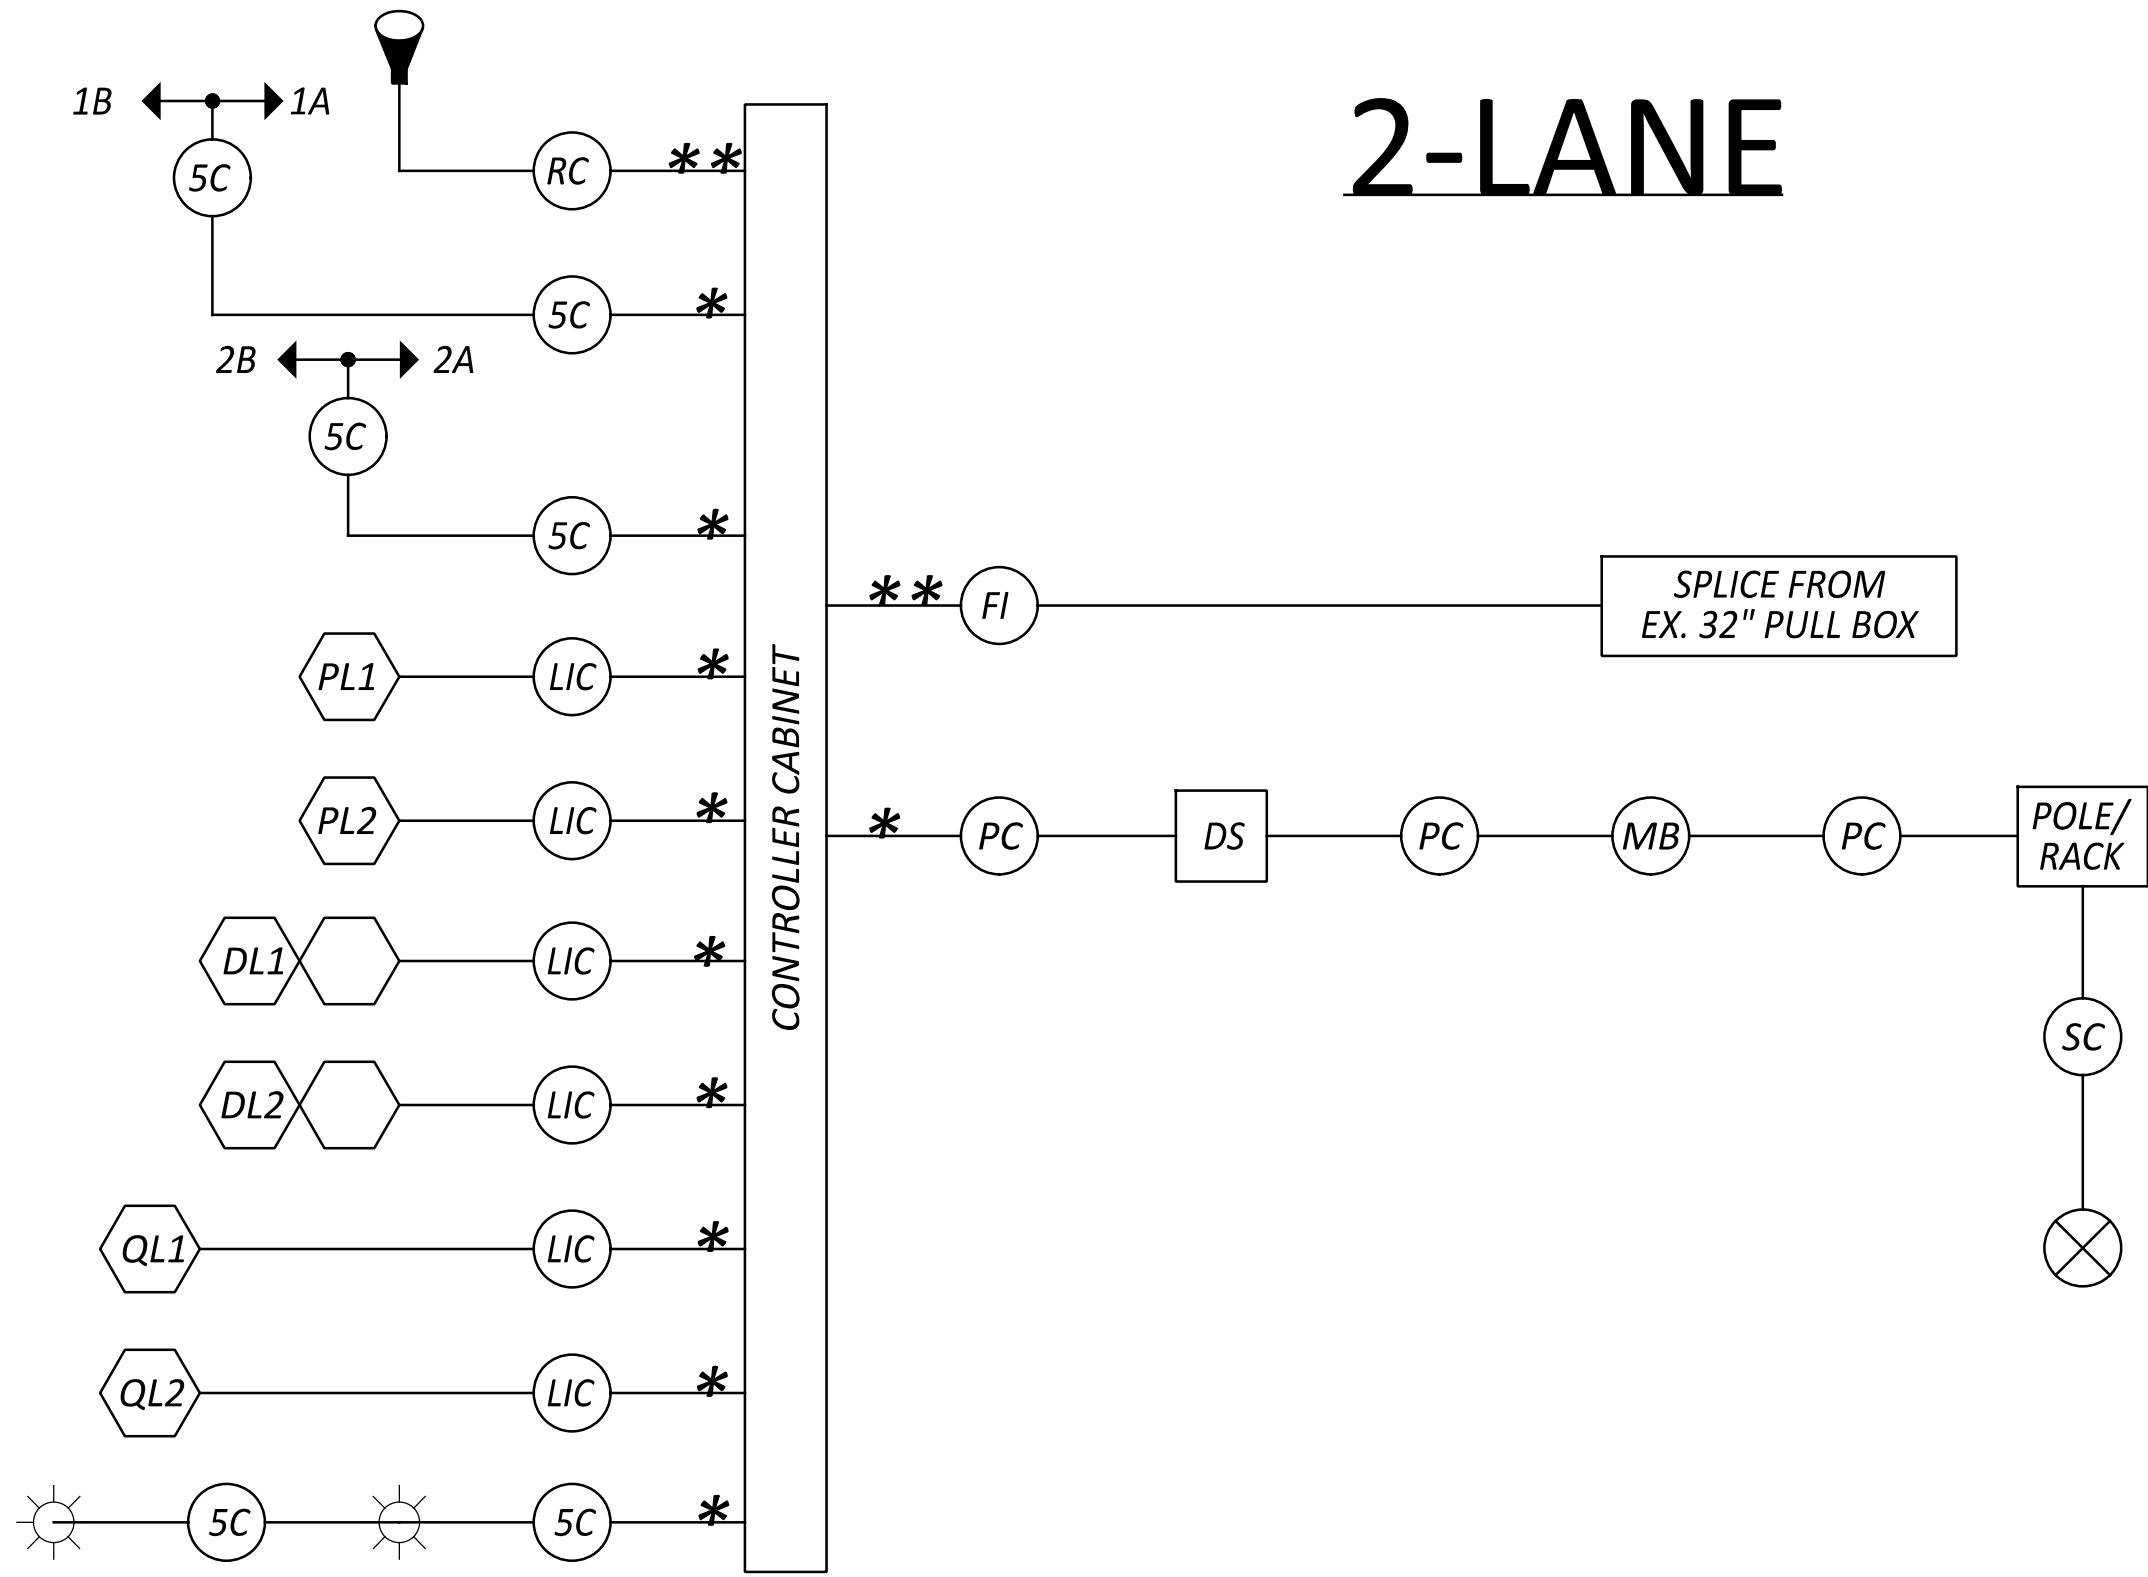 2-LANE
1B 1A
5C
RC **
5C *
2B 2A
5C
5C *
** FI
SPLICE FROM
EX. 32" PULL BOX
PL1 LIC *
CONTROLLER CABINET
PL2 LIC *
* PC DS PC MB PC
POLE/
RACK
DL1 LIC *
SC
DL2 LIC *
QL1 LIC *
QL2 LIC *
5C 5C *